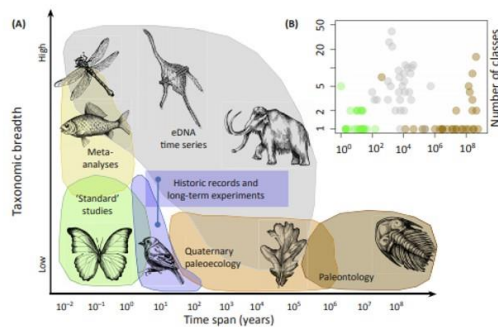 (A)
High
Taxonomic breadth
Low
eDNA
time series
Meta-
analyses
Historic records and
long-term experiments
'Standard'
studies
Quaternary
palaeoecology
Paleontology
10⁻² 10⁻¹ 10⁰ 10¹ 10² 10³ 10⁴ 10⁵ 10⁶ 10⁷ 10⁸
Time span (years)
(B)
50
20
5
2
1
Number of classes
10⁰ 10² 10⁴ 10⁶ 10⁸